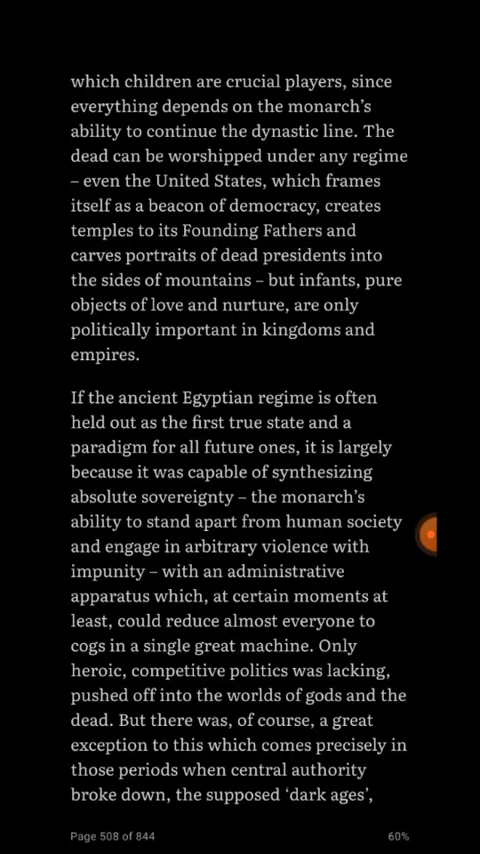 which children are crucial players, since
everything depends on the monarch's
ability to continue the dynastic line. The
dead can be worshipped under any regime
– even the United States, which frames
itself as a beacon of democracy, creates
temples to its Founding Fathers and
carves portraits of dead presidents into
the sides of mountains – but infants, pure
objects of love and nurture, are only
politically important in kingdoms and
empires.
If the ancient Egyptian regime is often
held out as the first true state and a
paradigm for all future ones, it is largely
because it was capable of synthesizing
absolute sovereignty – the monarch's
ability to stand apart from human society
and engage in arbitrary violence with
impunity – with an administrative
apparatus which, at certain moments at
least, could reduce almost everyone to
cogs in a single great machine. Only
heroic, competitive politics was lacking,
pushed off into the worlds of gods and the
dead. But there was, of course, a great
exception to this which comes precisely in
those periods when central authority
broke down, the supposed ‘dark ages’,
Page 508 of 844 60%